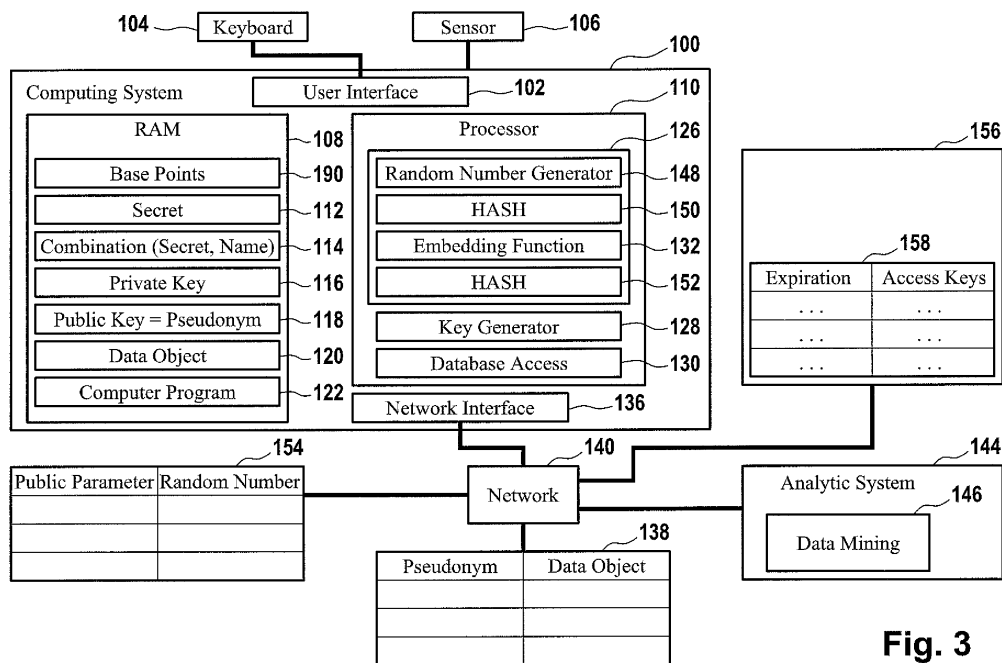 104 Keyboard
Sensor 106
100
Computing System
User Interface 102
110
RAM
108
Processor
126
156
Base Points 190
Random Number Generator 148
Secret 112
HASH 150
Combination (Secret, Name) 114
Embedding Function 132
158
Private Key 116
HASH 152
Expiration Access Keys
Public Key = Pseudonym 118
Key Generator 128
... ...
Data Object 120
Database Access 130
... ...
Computer Program 122
... ...
Network Interface 136
154
140
144
Public Parameter Random Number
Network
Analytic System
146
Data Mining
138
Pseudonym Data Object
Fig. 3